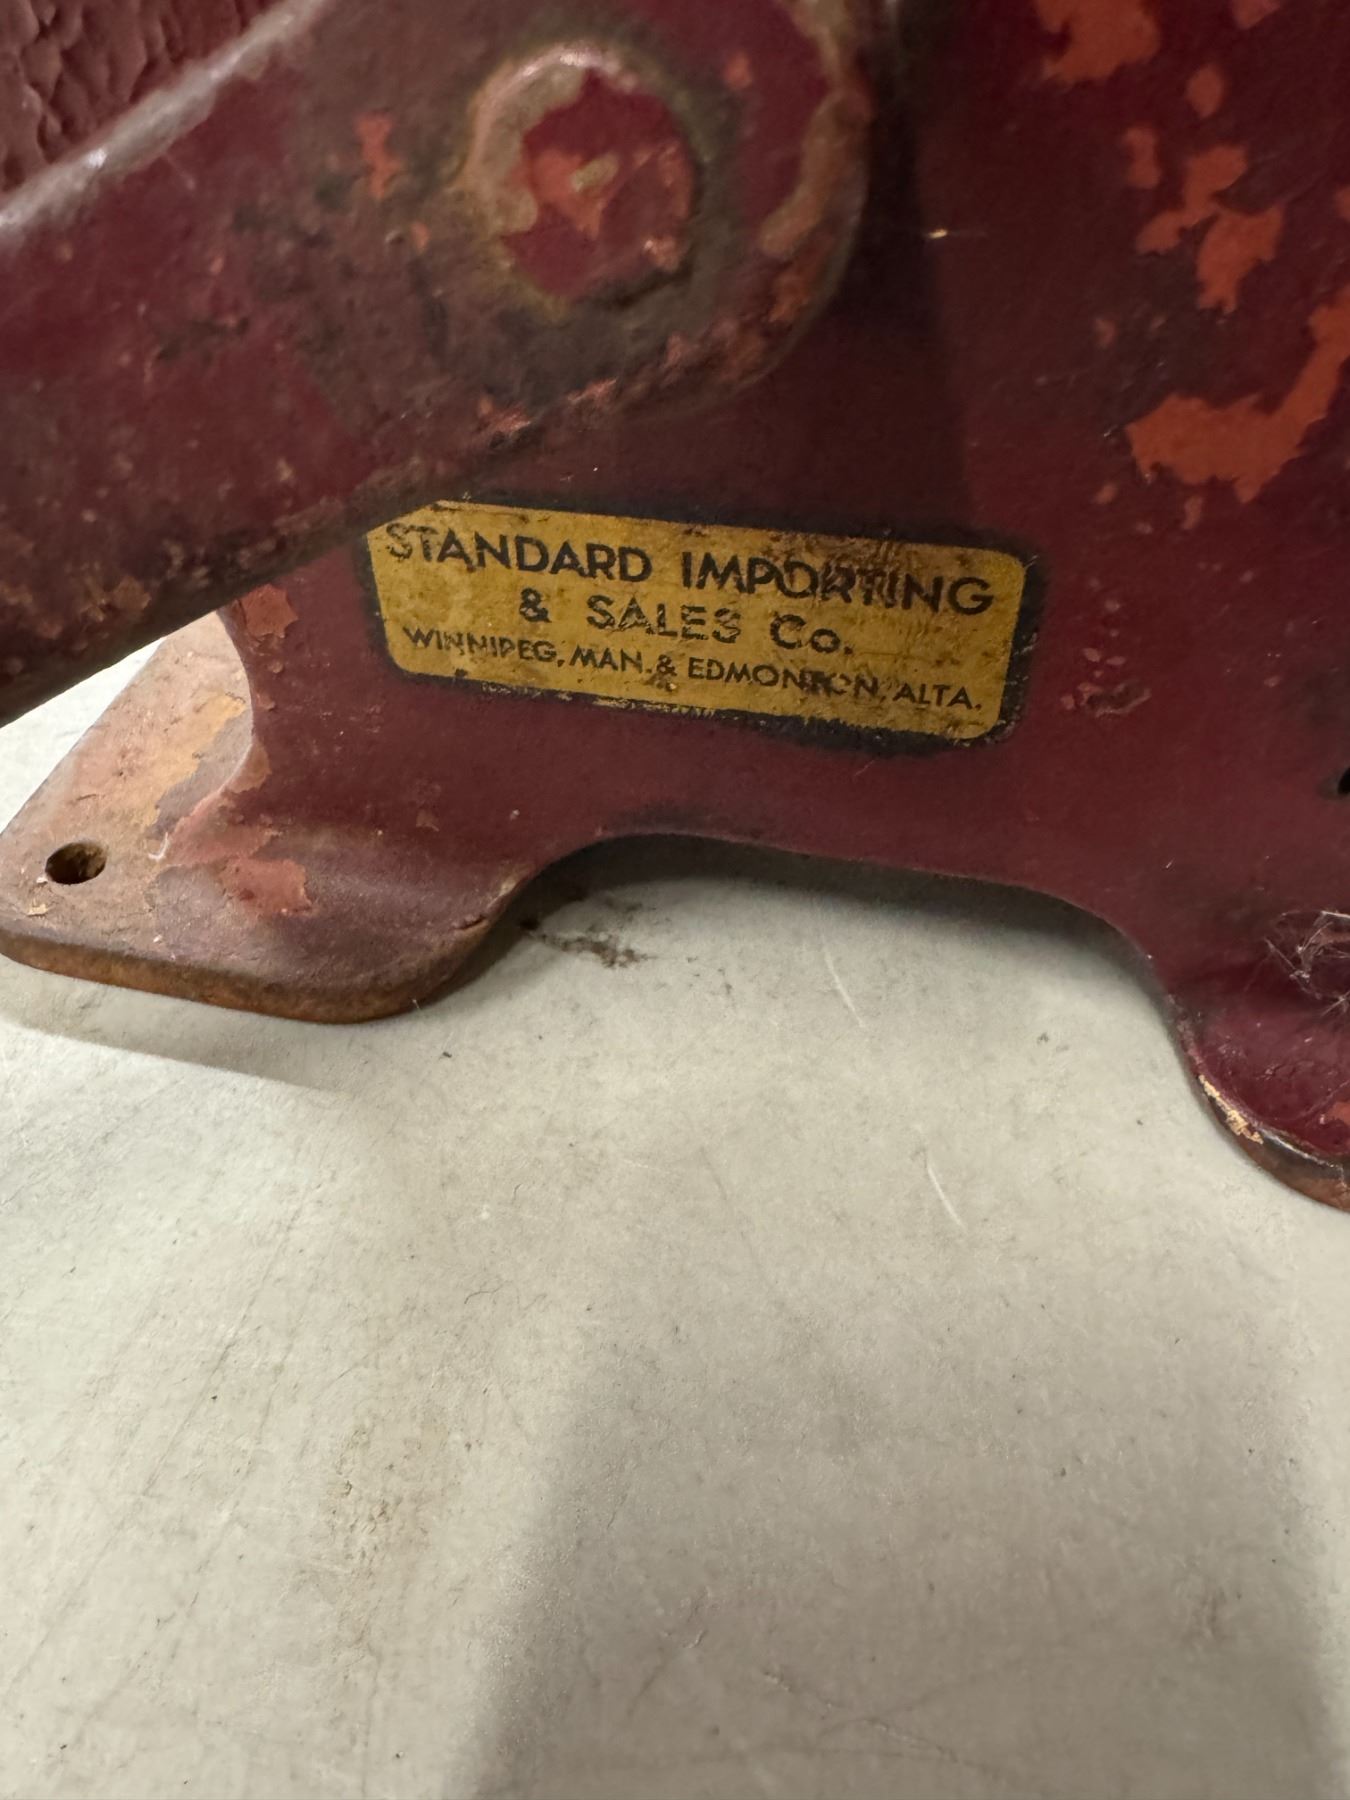 STANDARD IMPORTING
& SALES Co.
WINNIPEG, MAN. & EDMONTON, ALTA.